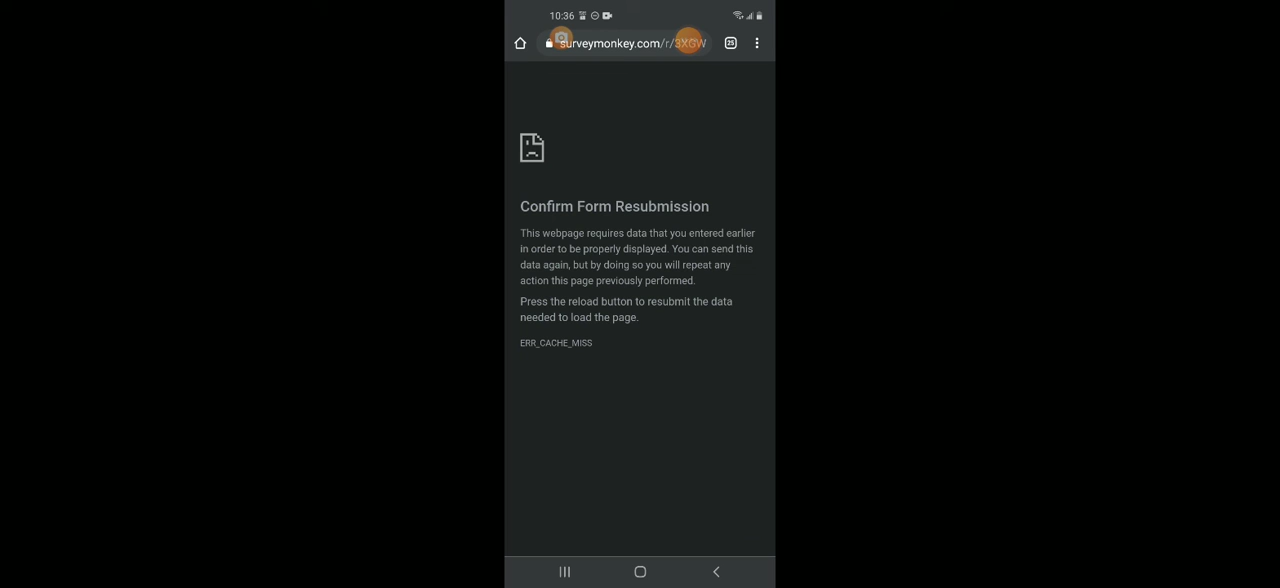 10:36
surveymonkey.com/r/3XGW
25
Confirm Form Resubmission
This webpage requires data that you entered earlier
in order to be properly displayed. You can send this
data again, but by doing so you will repeat any
action this page previously performed.
Press the reload button to resubmit the data
needed to load the page.
ERR_CACHE_MISS